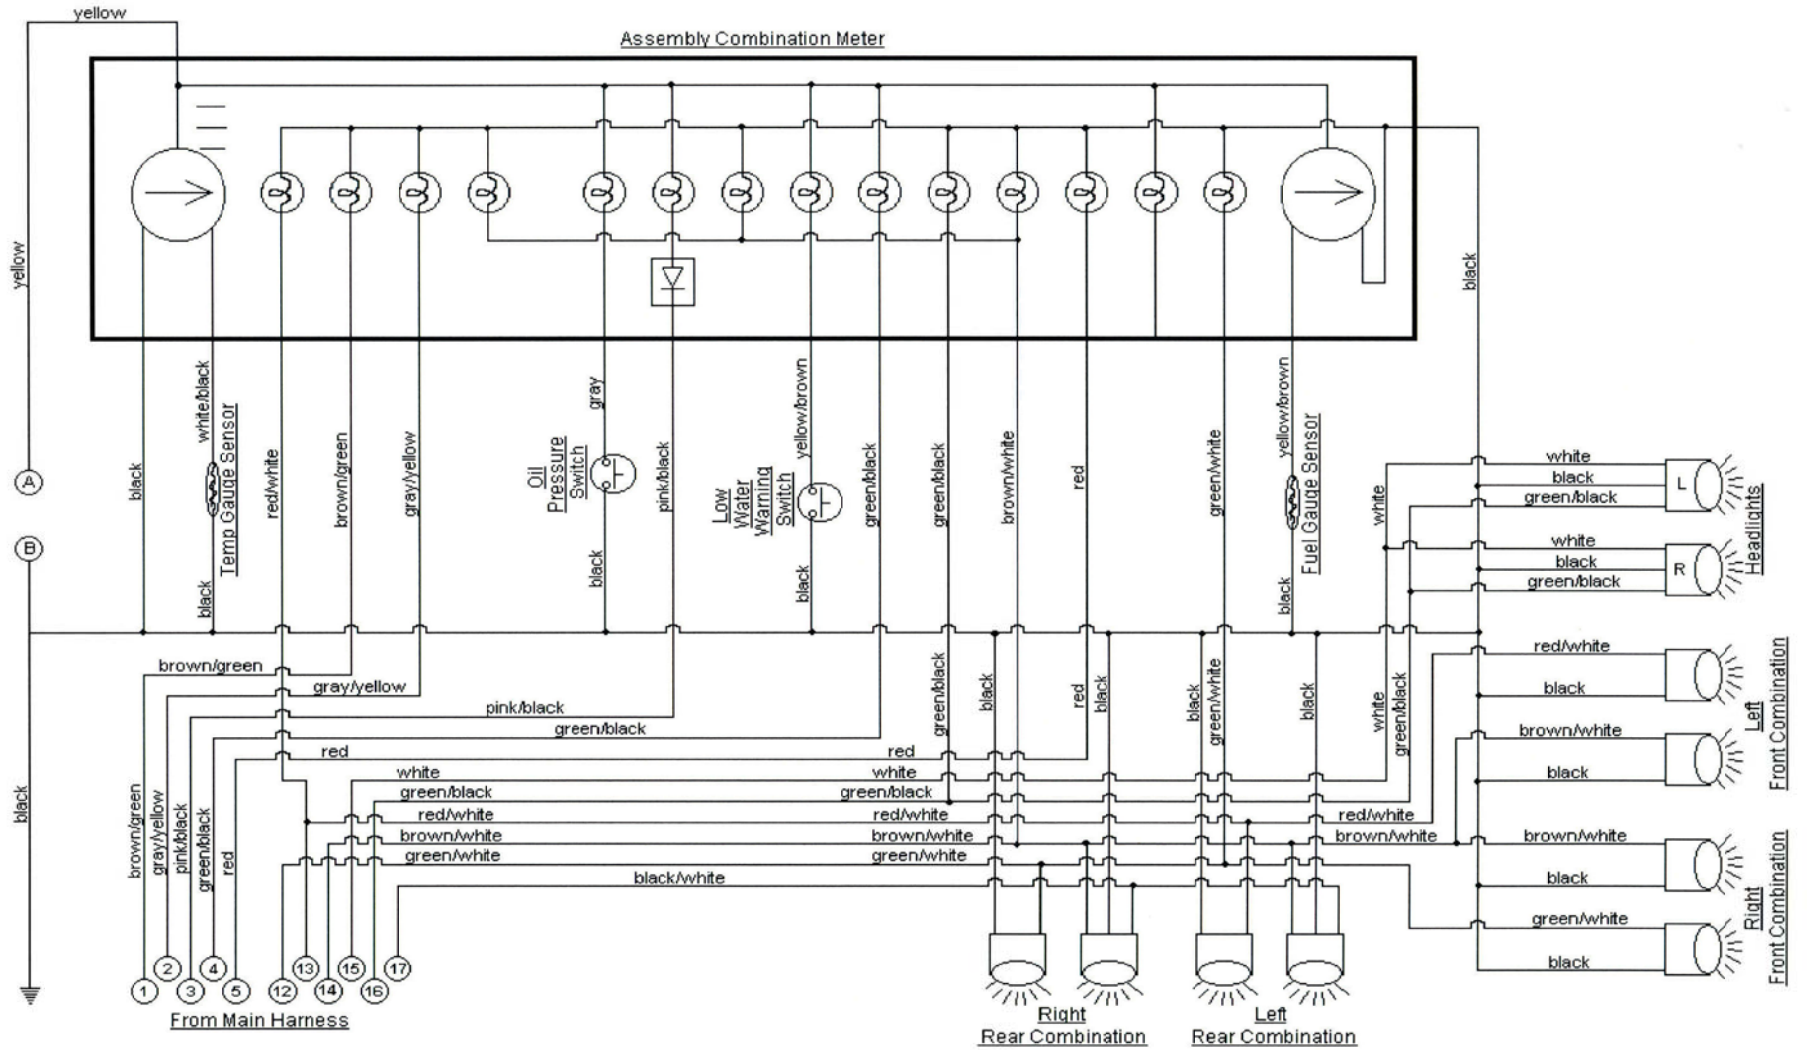 yellow
Assembly Combination Meter
yellow
black
white/black
Temp Gauge Sensor
black
red/white
brown/green
gray/yellow
gray
Oil
Pressure
Switch
black
pink/black
yellow/brown
Low
Water
Warning
Switch
black
green/black
green/black
brown/white
red
green/white
yellow/brown
Fuel Gauge Sensor
black
black
A
B
black
white
black
green/black
L
white
white
black
green/black
R
Headlights
brown/green
gray/yellow
pink/black
green/black
red
red
white
white
green/black
green/black
red/white
red/white
red/white
brown/white
brown/white
brown/white
green/white
green/white
black/white
green/black
black
red
black
black
green/white
black
white
green/black
red/white
black
brown/white
black
Left
Front Combination
brown/white
black
green/white
black
Right
Front Combination
brown/green
gray/yellow
pink/black
green/black
red
2
4
13
15
17
1
3
5
12
14
16
From Main Harness
Right
Rear Combination
Left
Rear Combination